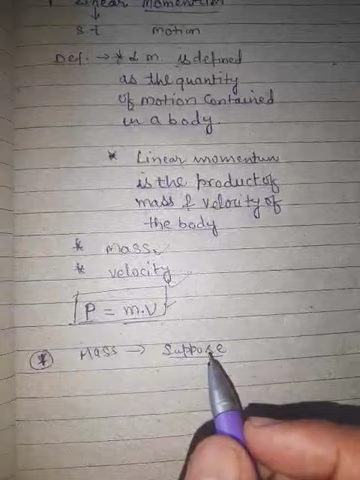 Linear momentum
↓
s t motion
Def. → * L m is defined
as the quantity
of motion contained
in a body.
* Linear momentum
is the product of
mass & velocity of
the body
* mass
* velocity
P = m.v
* Mass → Suppose